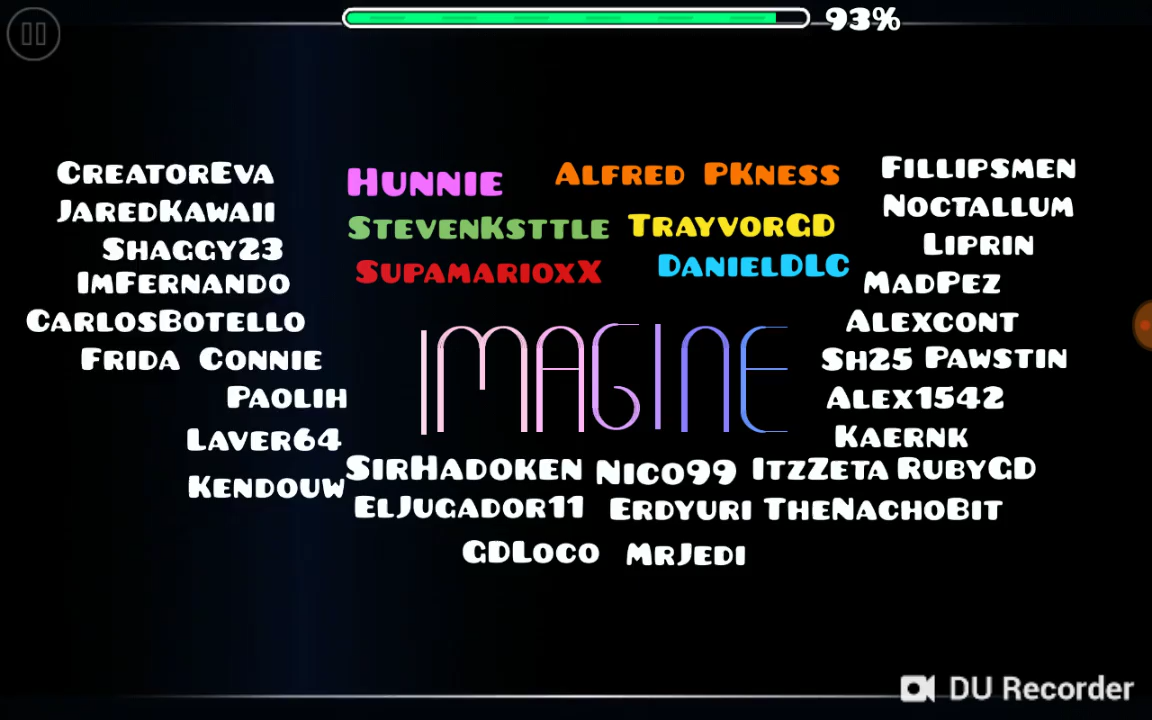 93%
CreatorEva
Hunnie
Alfred PKness
Fillipsmen
JaredKawaii
StevenKsttle
TrayvorGD
Noctallum
Shaggy23
SupamarioxX
DanielDLC
Liprin
ImFernando
MadPez
CarlosBotello
Alexcont
Frida Connie
IMAGINE
Sh25 Pawstin
Paolih
Alex1542
Laver64
Kaernk
Kendouw
SirHadoken
Nico99
ItzZeta
RubyGD
ElJugador11
Erdyuri
TheNachoBit
GDLoco
MrJedi
DU Recorder